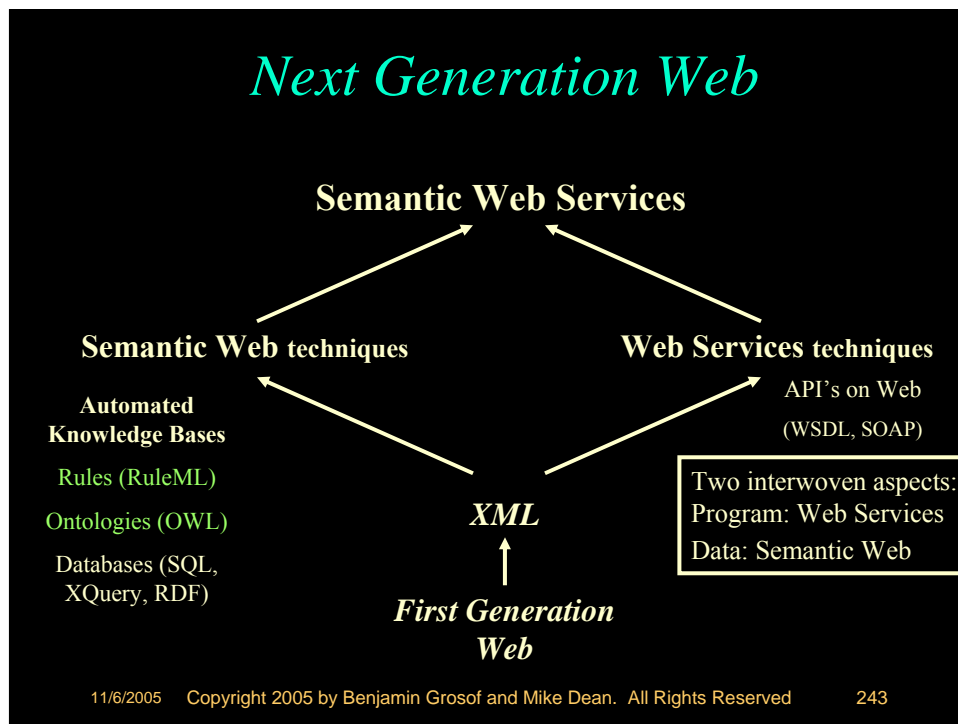 Next Generation Web
Semantic Web Services
Semantic Web techniques
Web Services techniques
Automated
Knowledge Bases
Rules (RuleML)
Ontologies (OWL)
Databases (SQL,
XQuery, RDF)
API's on Web
(WSDL, SOAP)
Two interwoven aspects:
Program: Web Services
Data: Semantic Web
XML
First Generation
Web
11/6/2005 Copyright 2005 by Benjamin Grosof and Mike Dean. All Rights Reserved 243